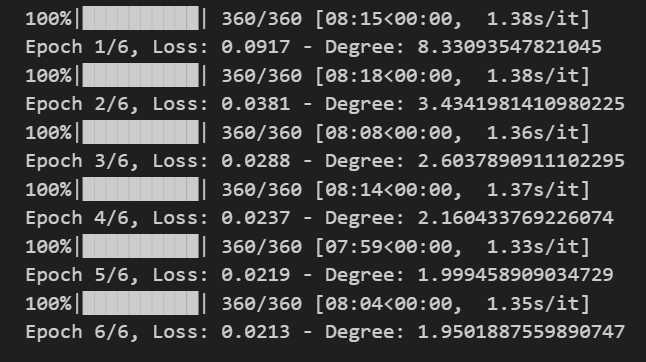 100%|██████████| 360/360 [08:15<00:00,  1.38s/it]
Epoch 1/6, Loss: 0.0917 - Degree: 8.33093547821045
100%|██████████| 360/360 [08:18<00:00,  1.38s/it]
Epoch 2/6, Loss: 0.0381 - Degree: 3.4341981410980225
100%|██████████| 360/360 [08:08<00:00,  1.36s/it]
Epoch 3/6, Loss: 0.0288 - Degree: 2.6037890911102295
100%|██████████| 360/360 [08:14<00:00,  1.37s/it]
Epoch 4/6, Loss: 0.0237 - Degree: 2.160433769226074
100%|██████████| 360/360 [07:59<00:00,  1.33s/it]
Epoch 5/6, Loss: 0.0219 - Degree: 1.999458909034729
100%|██████████| 360/360 [08:04<00:00,  1.35s/it]
Epoch 6/6, Loss: 0.0213 - Degree: 1.9501887559890747